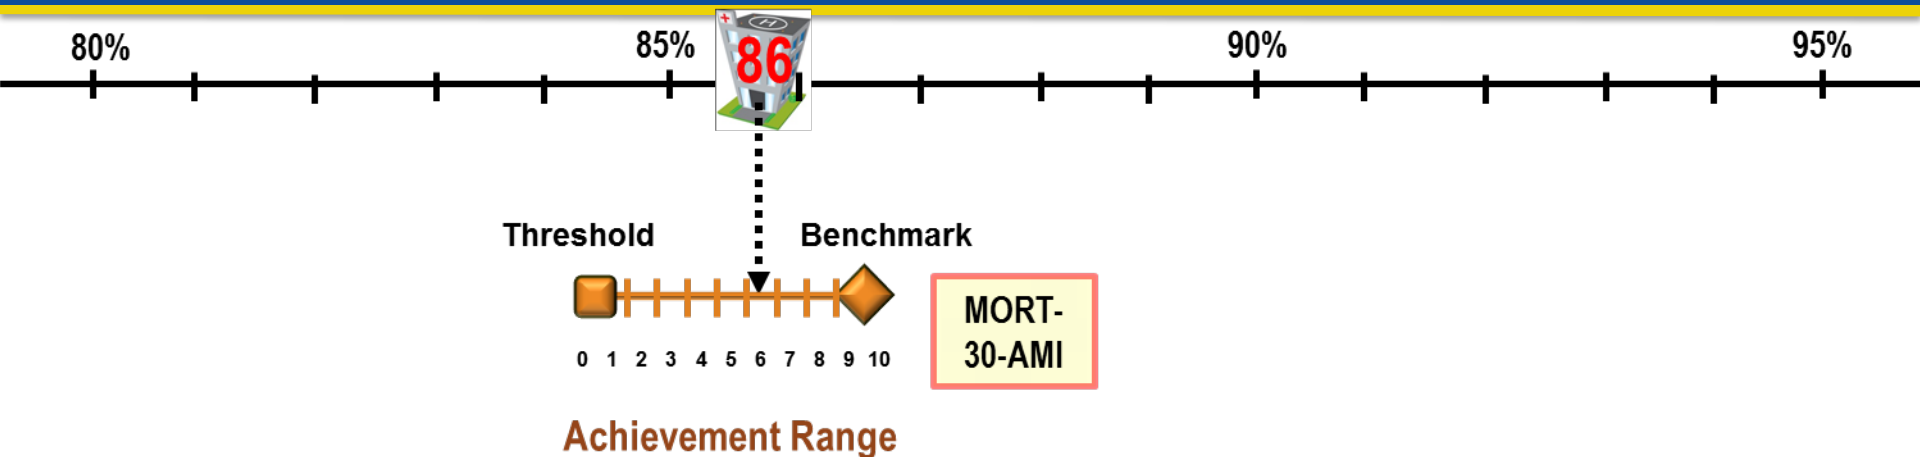 80% 85% 90% 95%
H
86
Threshold Benchmark
MORT-
30-AMI
0 1 2 3 4 5 6 7 8 9 10
Achievement Range